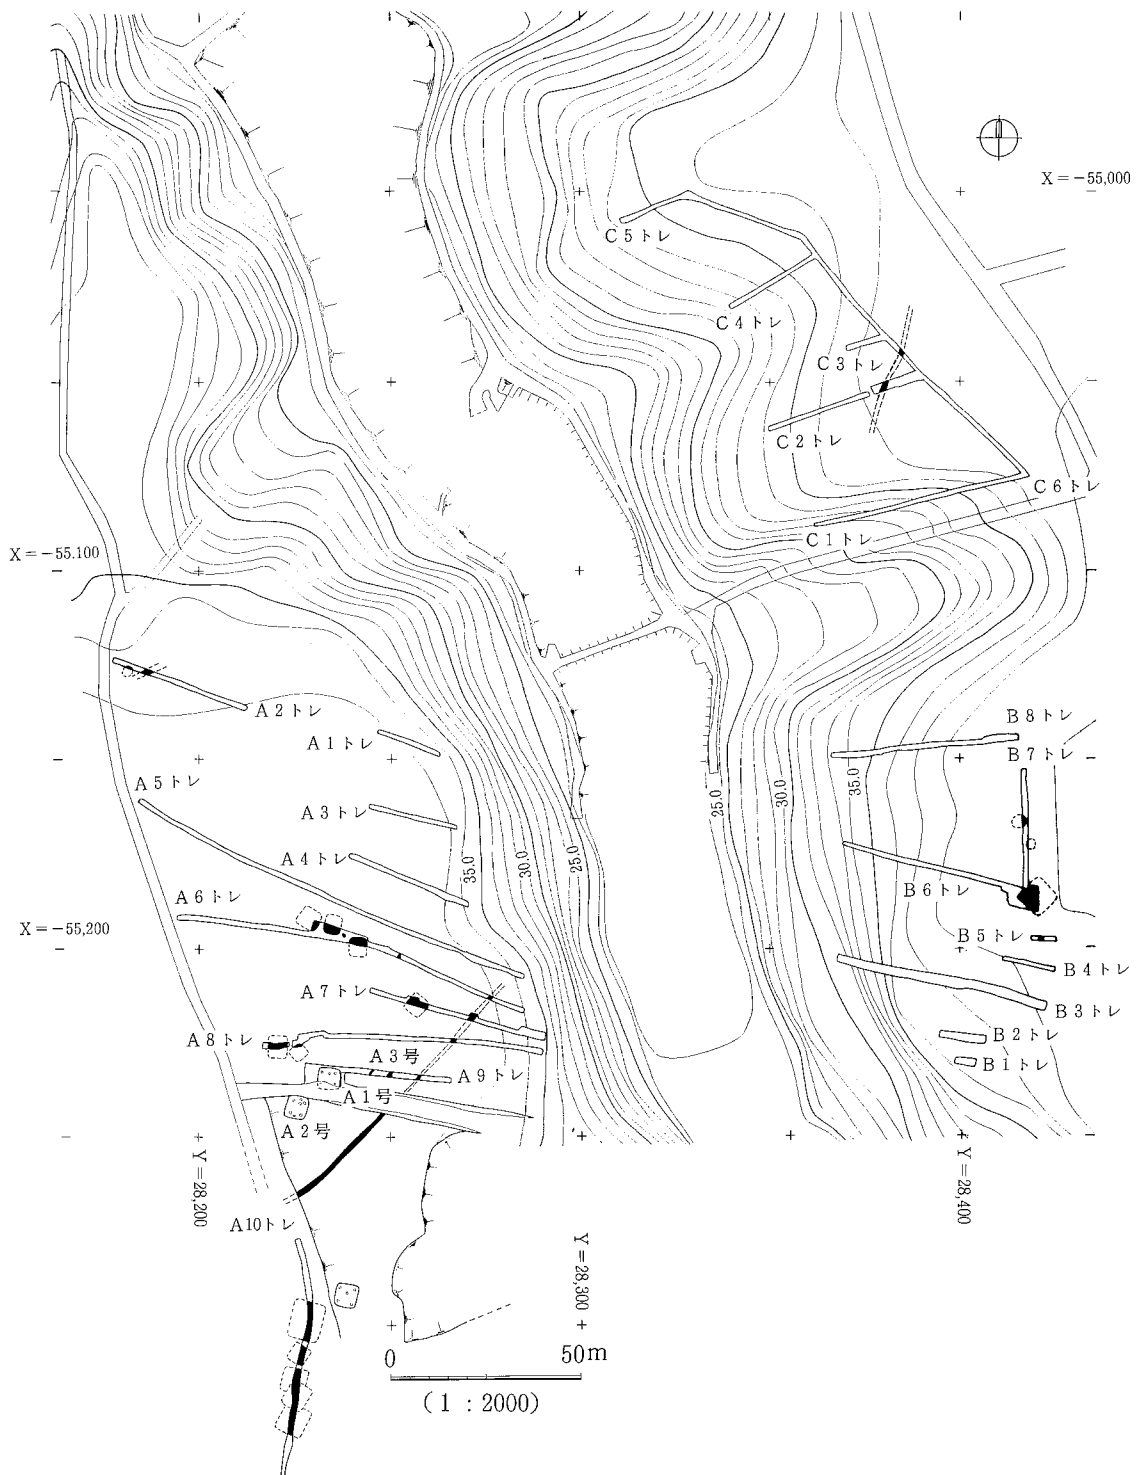 X＝−55,000
C5トレ
C4トレ
C3トレ
C2トレ
C6トレ
C1トレ
X＝−55.100
A2トレ
A1トレ
B8トレ
B7トレ
A5トレ
A3トレ
25.0
30.0
35.0
A4トレ
35.0
30.0
25.0
A6トレ
B6トレ
X＝−55,200
B5トレ
B4トレ
A7トレ
B3トレ
A8トレ
B2トレ
A3号
B1トレ
A9トレ
A1号
A2号
Y＝28,200
Y＝28,400
A10トレ
Y＝28,300
0 50m
(1：2000)